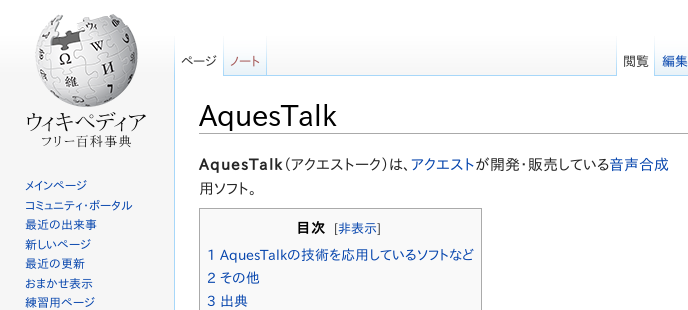 ウィキペディア
フリー百科事典
メインページ
コミュニティ・ポータル
最近の出来事
新しいページ
最近の更新
おまかせ表示
練習用ページ
ページ ノート 閲覧 編集
AquesTalk
AquesTalk（アクエストーク）は、アクエストが開発・販売している音声合成
用ソフト。
目次 [非表示]
1 AquesTalkの技術を応用しているソフトなど
2 その他
3 出典